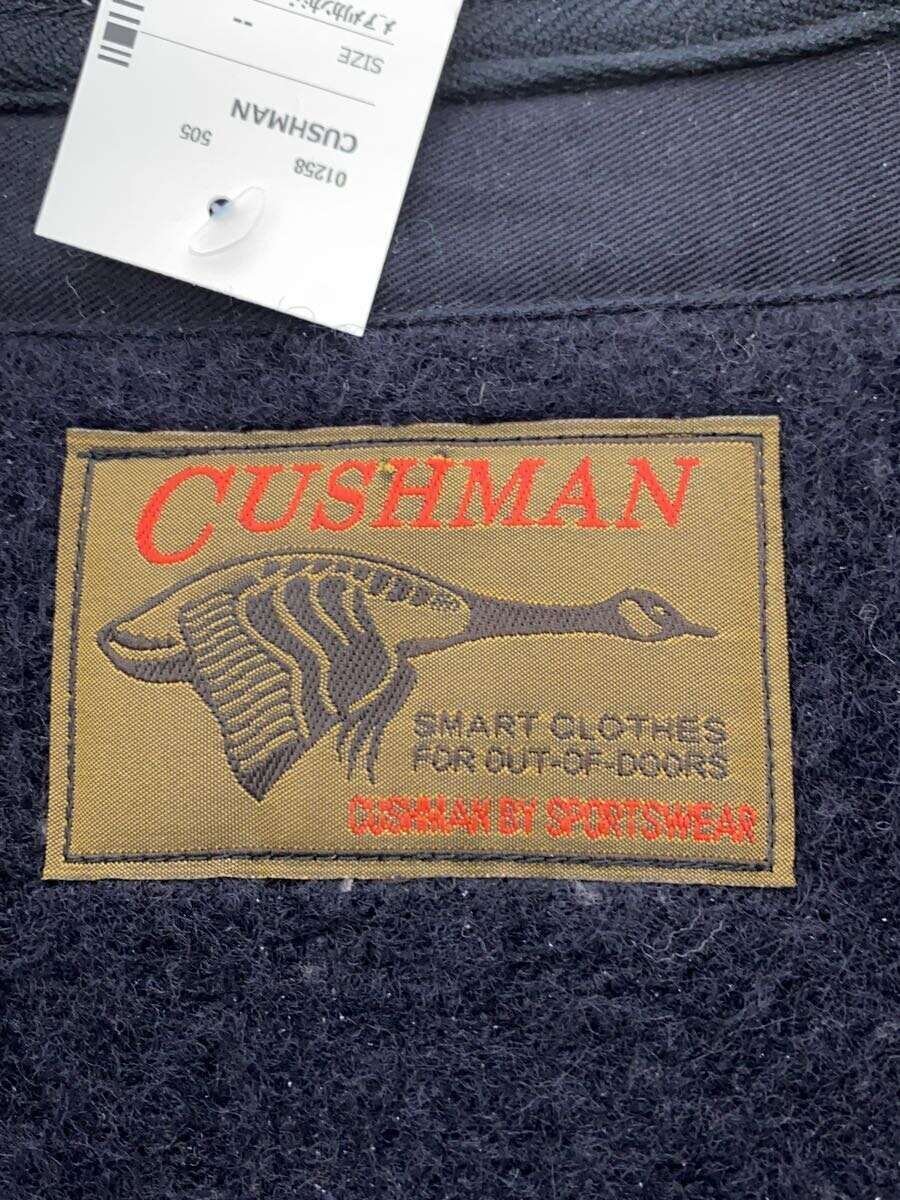 01258
505
CUSHMAN
SIZE
--
CUSHMAN
SMART CLOTHES
FOR OUT-OF-DOORS
CUSHMAN BY SPORTSWEAR